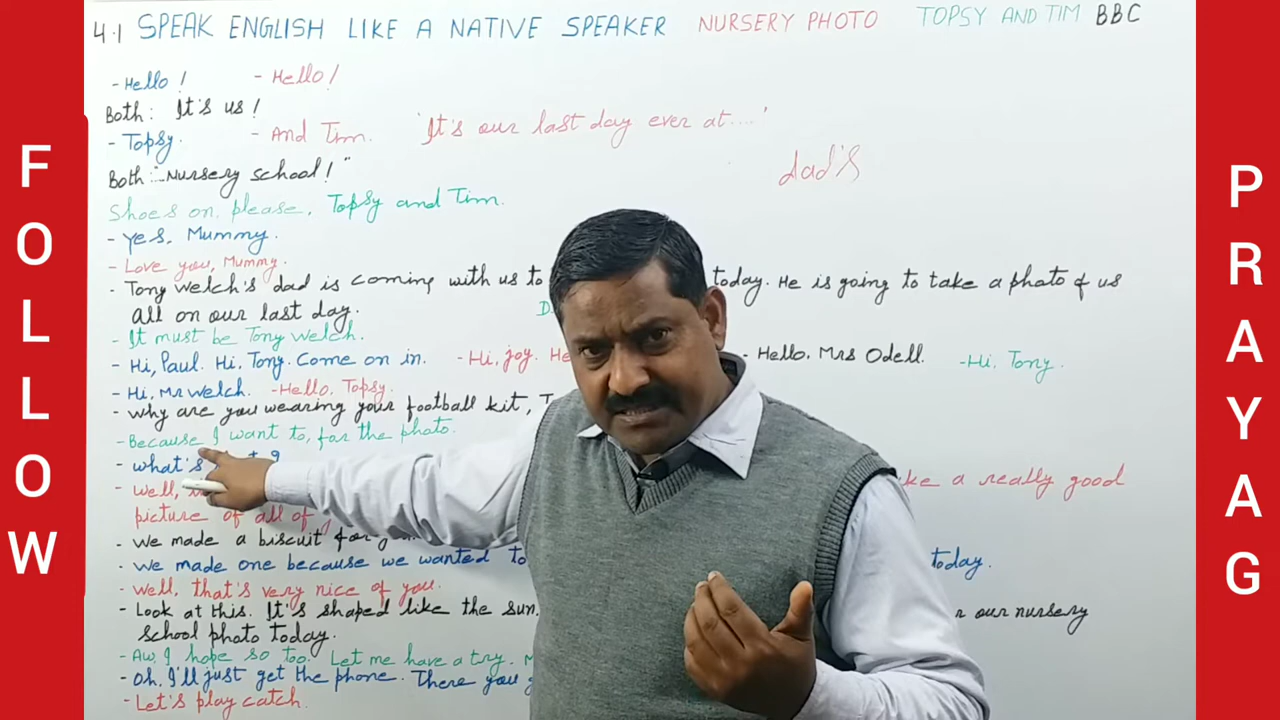 4.1 SPEAK ENGLISH LIKE A NATIVE SPEAKER NURSERY PHOTO TOPSY AND TIM BBC
- Hello! - Hello!
Both: It's us!
- Topsy. - And Tim. 'It's our last day ever at....'
dad's
Both: "..Nursery school!"
Shoes on, please, Topsy and Tim.
- Yes, Mummy.
- Love you, Mummy.
- Tony Welch's dad is coming with us to today. He is going to take a photo of us
all on our last day.
- It must be Tony Welch.
- Hi, Paul. Hi, Tony. Come on in. - Hi, joy. - Hello, Mrs Odell. - Hi, Tony.
- Hi, Mr Welch. - Hello, Topsy.
- Why are you wearing your football kit,
- Because I want to, for the photo.
- What's
- Well, a really good
picture of all of
- We made a biscuit for
- We made one because we wanted to today.
- Well, that's very nice of you.
- Look at this. It's shaped like the sun. our nursery
school photo today.
- Aw, I hope so too. Let me have a try.
- Oh, I'll just get the phone. There you
- Let's play catch.
FOLLOW
PRAYAG